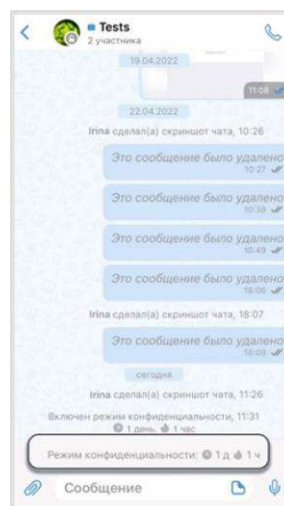 Tests
2 участника
19.04.2022
11:08
22.04.2022
Irina сделал(а) скриншот чата, 10:26
Это сообщение было удалено
10:27
Это сообщение было удалено
10:38
Это сообщение было удалено
10:49
Это сообщение было удалено
18:06
Irina сделал(а) скриншот чата, 18:07
Это сообщение было удалено
18:08
сегодня
Irina сделал(а) скриншот чата, 11:26
Включен режим конфиденциальности, 11:31
1 день, 1 час
Режим конфиденциальности: 1 д 1 ч
Сообщение